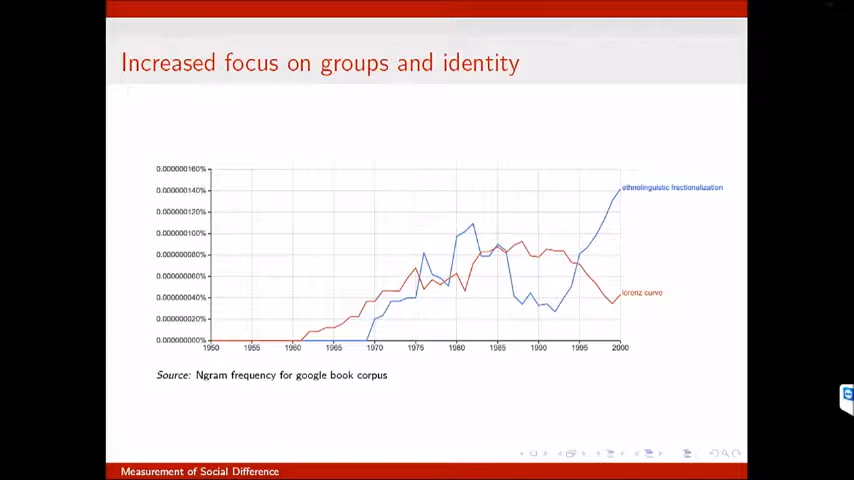 Increased focus on groups and identity
0.000000160%
0.000000140%
ethnolinguistic fractionalization
0.000000120%
0.000000100%
0.000000080%
0.000000060%
0.000000040%
lorenz curve
0.000000020%
0.000000000%
1950 1955 1960 1965 1970 1975 1980 1985 1990 1995 2000
Source: Ngram frequency for google book corpus
Measurement of Social Difference